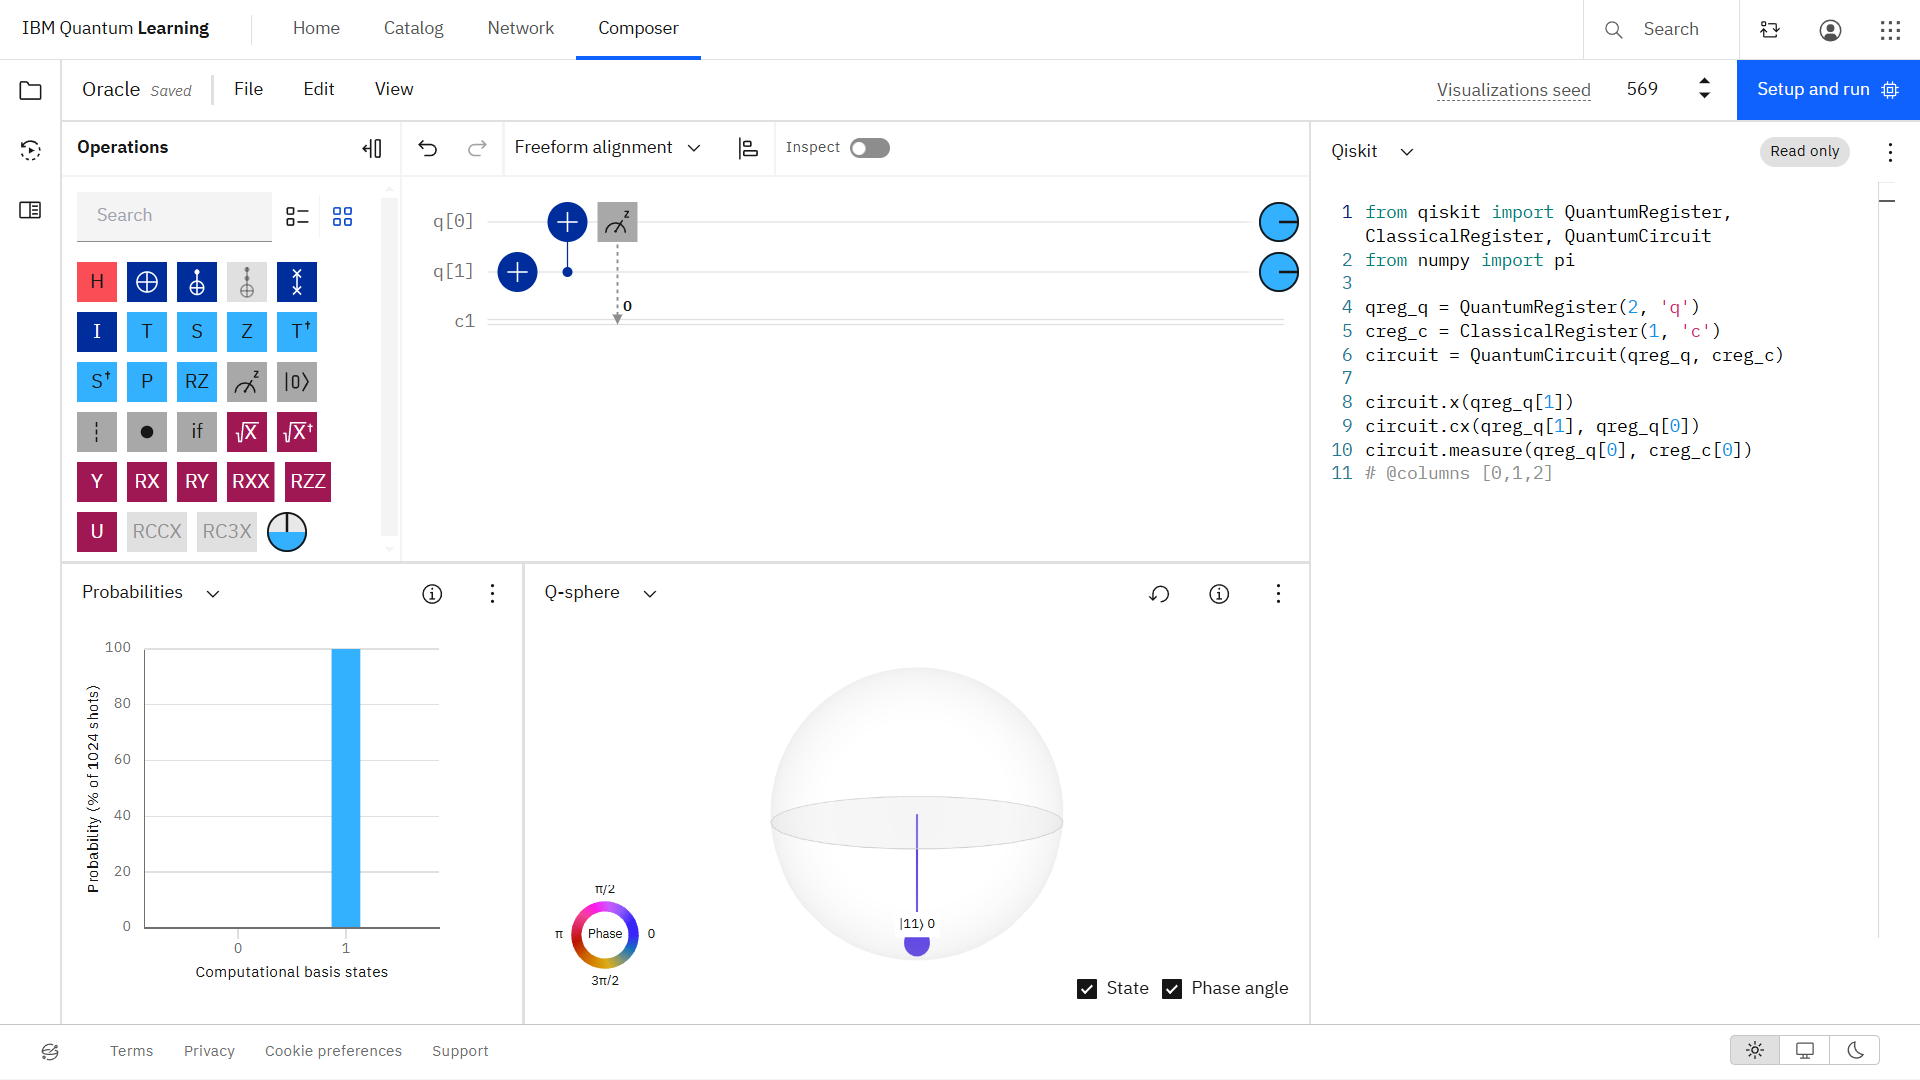 IBM Quantum Learning
Home
Catalog
Network
Composer
Search
Oracle Saved
File
Edit
View
Visualizations seed
569
Setup and run
Operations
Freeform alignment
Inspect
Qiskit
Read only
Search
H
I T S Z T†
S† P RZ z |0⟩
if √X √X†
Y RX RY RXX RZZ
U RCCX RC3X
q[0]
z
q[1]
0
c1
1 from qiskit import QuantumRegister,
ClassicalRegister, QuantumCircuit
2 from numpy import pi
3
4 qreg_q = QuantumRegister(2, 'q')
5 creg_c = ClassicalRegister(1, 'c')
6 circuit = QuantumCircuit(qreg_q, creg_c)
7
8 circuit.x(qreg_q[1])
9 circuit.cx(qreg_q[1], qreg_q[0])
10 circuit.measure(qreg_q[0], creg_c[0])
11 # @columns [0,1,2]
Probabilities
Probability (% of 1024 shots)
100
80
60
40
20
0
0 1
Computational basis states
Q-sphere
|11⟩ 0
π/2
π Phase 0
3π/2
State
Phase angle
Terms
Privacy
Cookie preferences
Support